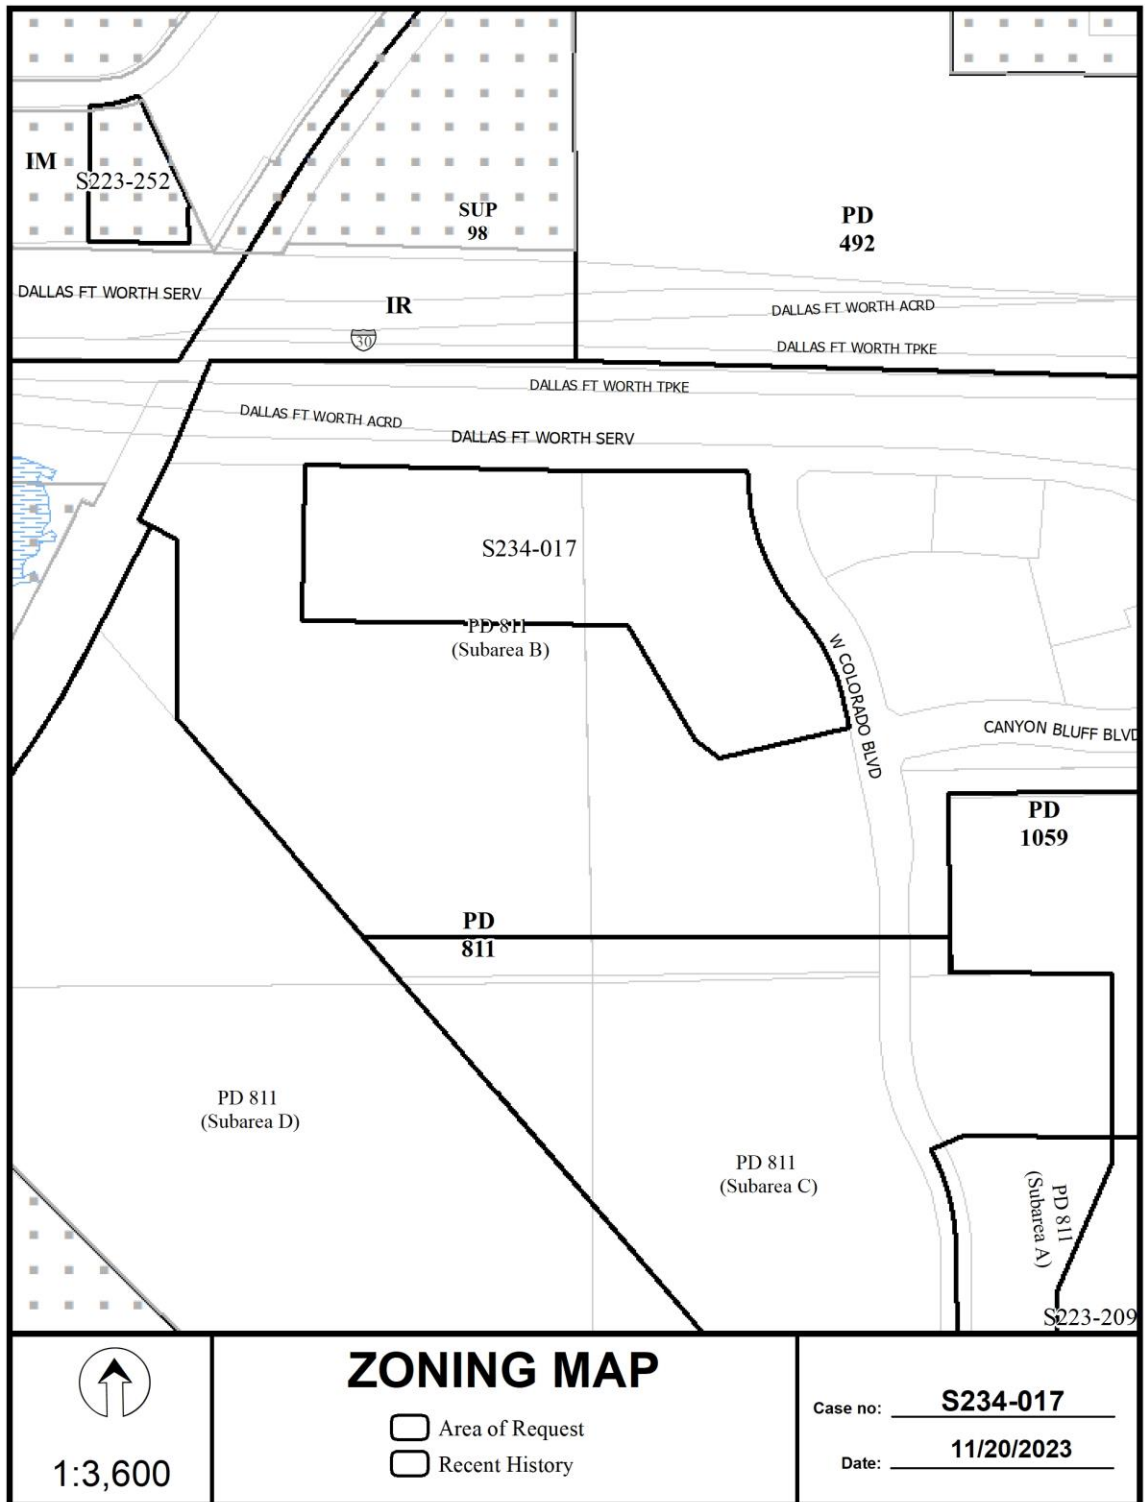 IM
S223-252
SUP
98
PD
492
DALLAS FT WORTH SERV
IR
DALLAS FT WORTH ACRD
30
DALLAS FT WORTH TPKE
DALLAS FT WORTH TPKE
DALLAS FT WORTH ACRD
DALLAS FT WORTH SERV
S234-017
PD 811
(Subarea B)
W COLORADO BLVD
CANYON BLUFF BLVD
PD
1059
PD
811
PD 811
(Subarea D)
PD 811
(Subarea C)
PD 811
(Subarea A)
S223-209
1:3,600
ZONING MAP
Area of Request
Recent History
Case no: S234-017
Date: 11/20/2023